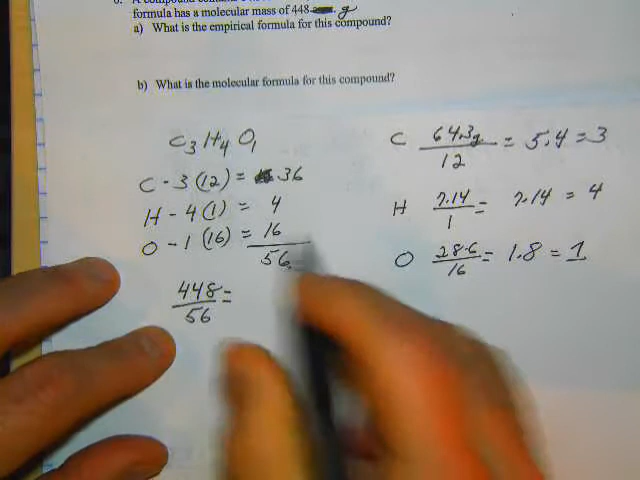 formula has a molecular mass of 448 g
a) What is the empirical formula for this compound?
b) What is the molecular formula for this compound?
C3H4O1
C - 3 (12) = 36
H - 4 (1) = 4
O - 1 (16) = 16
56
448/56 =
C 64.3g/12 = 5.4 = 3
H 7.14/1 = 7.14 = 4
O 28.6/16 = 1.8 = 1